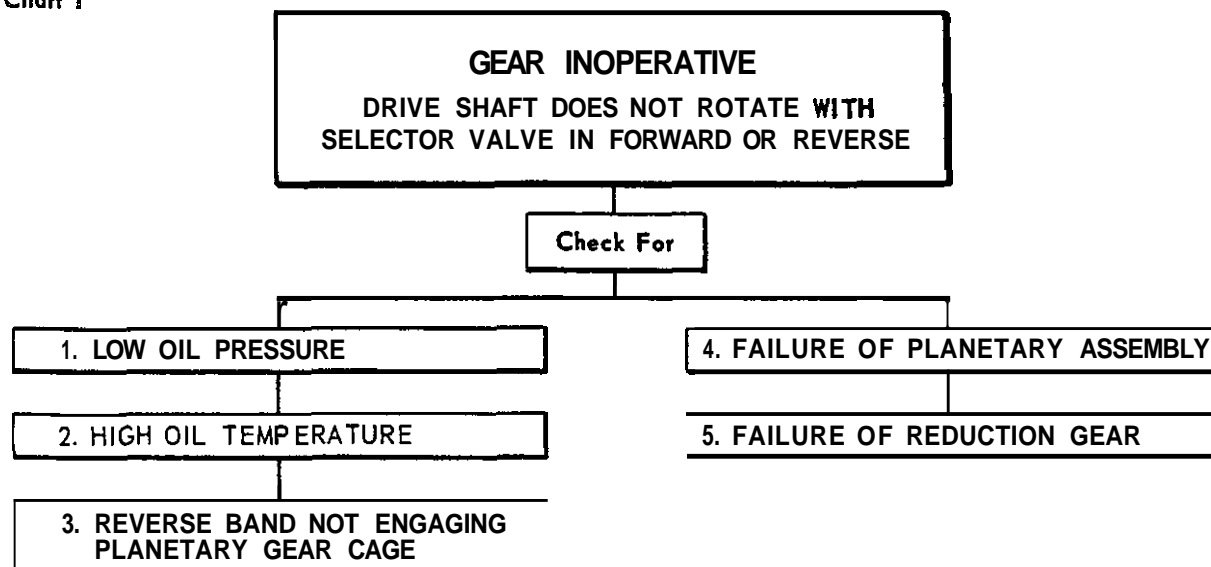 Chart 1
GEAR INOPERATIVE
DRIVE SHAFT DOES NOT ROTATE WITH
SELECTOR VALVE IN FORWARD OR REVERSE
Check For
1. LOW OIL PRESSURE
2. HIGH OIL TEMPERATURE
3. REVERSE BAND NOT ENGAGING
PLANETARY GEAR CAGE
4. FAILURE OF PLANETARY ASSEMBLY
5. FAILURE OF REDUCTION GEAR